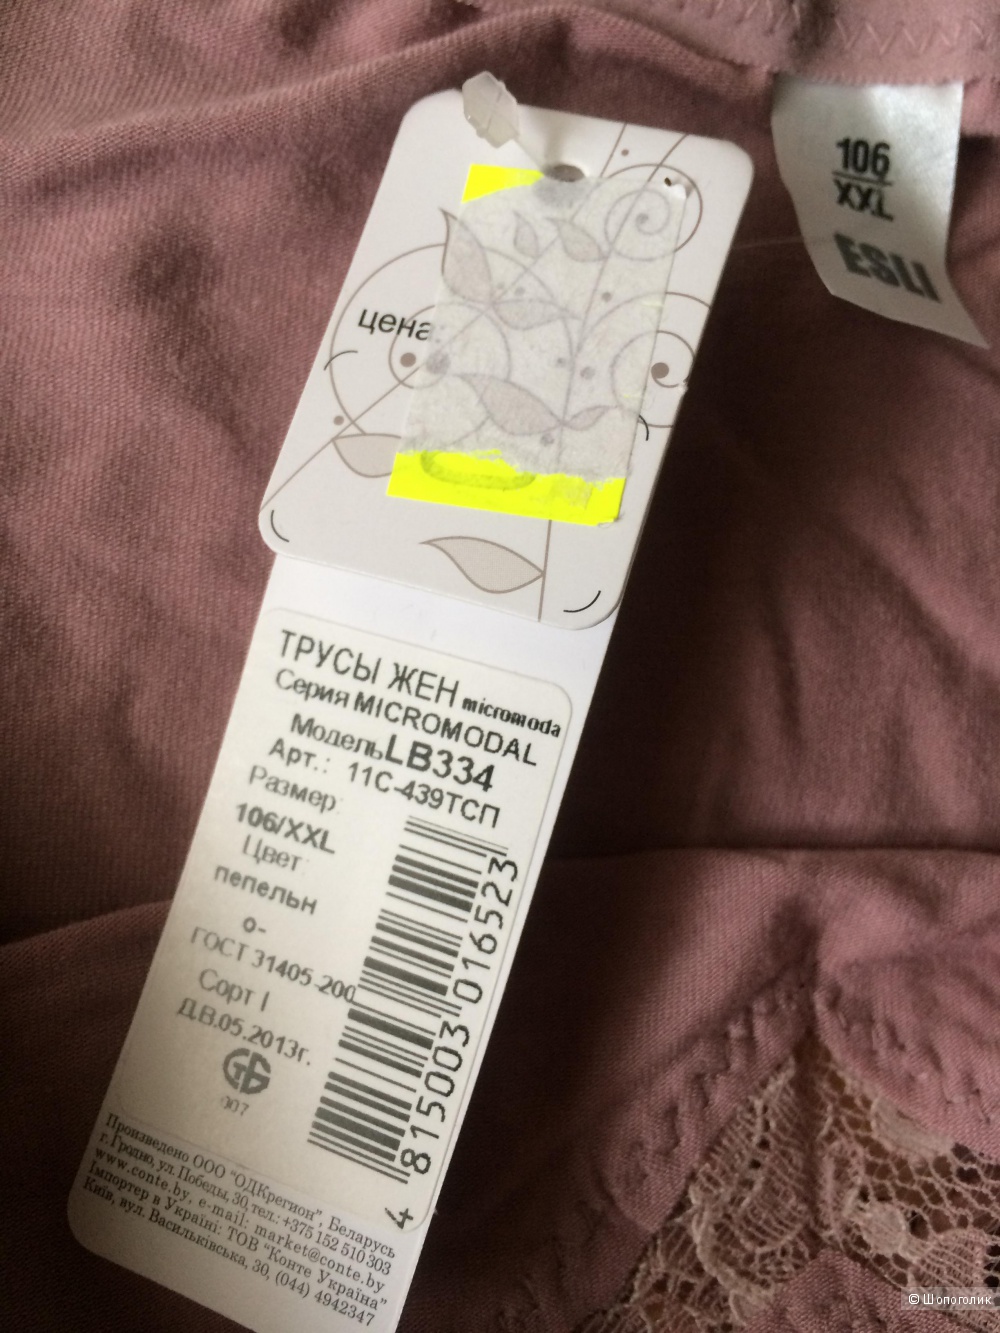 106
XXL
ESLI
цена:
ТРУСЫ ЖЕН micromoda
Серия MICROMODAL
Модель LB334
Арт.: 11С-439ТСП
Размер:
106/XXL
Цвет:
пепельн
о-
ГОСТ 31405-200
Сорт I
Д.В.05.2013г.
307
4 815003 016523
Произведено ООО "ОДКрегион", Беларусь
г.Гродно, ул.Победы, 30, тел.: +375 152 510 303
www.conte.by. e-mail: market@conte.by
Імпортер в Україні: ТОВ "Конте Україна"
Київ, вул. Васильківська, 30, (044) 4942347
© Шопоголик